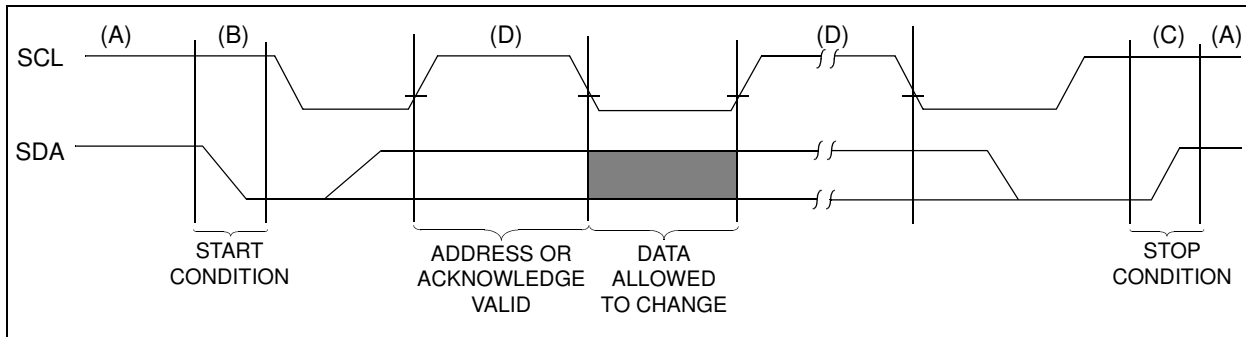 (A) (B) (D) (D) (C) (A)
SCL
SDA
START
CONDITION
ADDRESS OR
ACKNOWLEDGE
VALID
DATA
ALLOWED
TO CHANGE
STOP
CONDITION